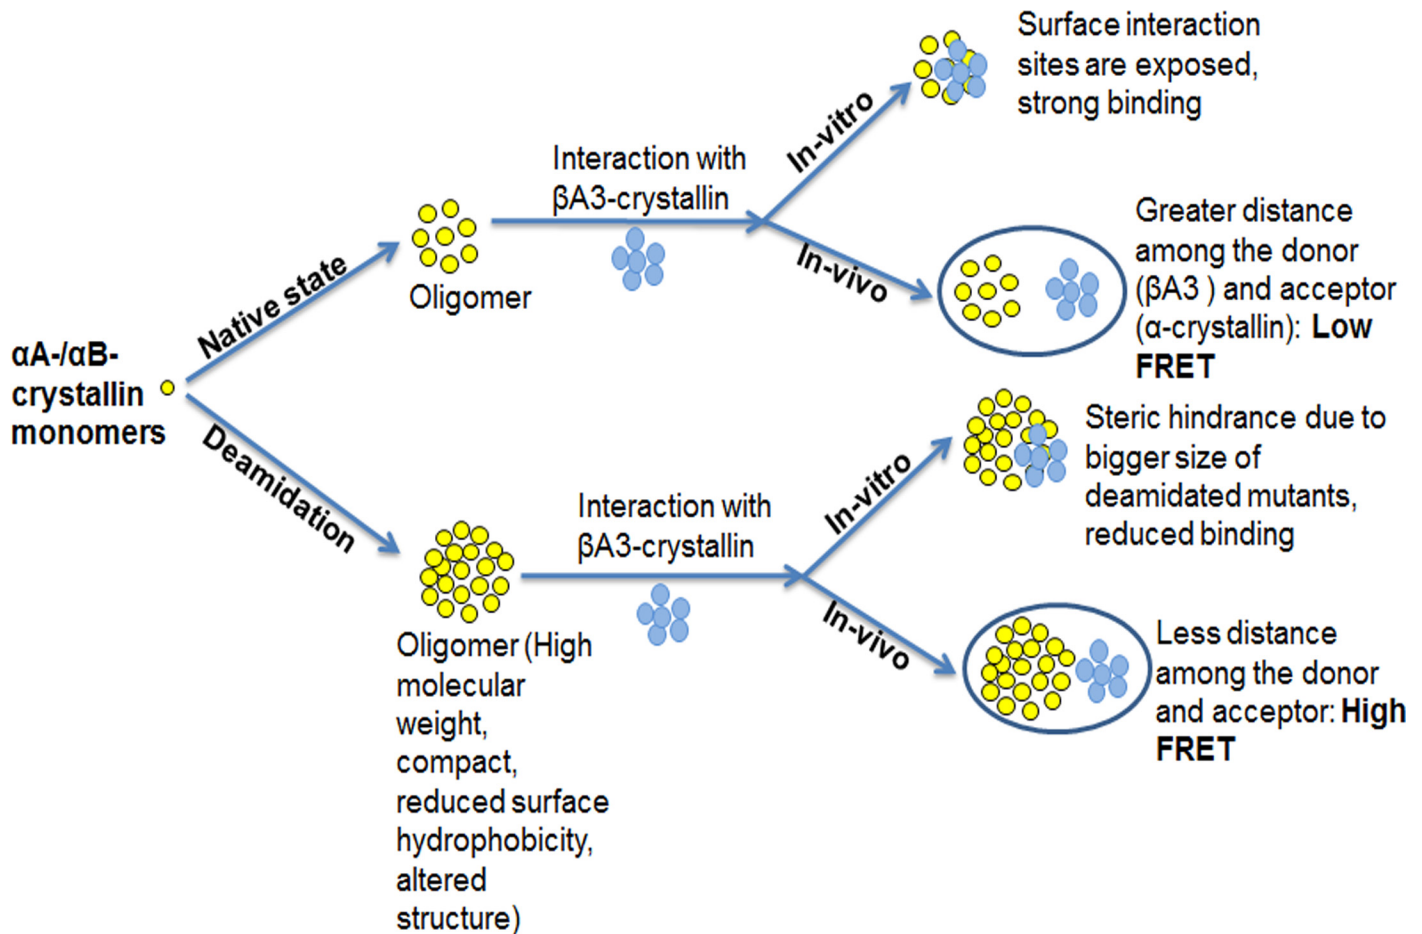 αA-/αB-
crystallin
monomers
Native state
Oligomer
Interaction with
βA3-crystallin
In-vitro
Surface interaction
sites are exposed,
strong binding
In-vivo
Greater distance
among the donor
(βA3 ) and acceptor
(α-crystallin): Low
FRET
Deamidation
Oligomer (High
molecular
weight,
compact,
reduced surface
hydrophobicity,
altered
structure)
Interaction with
βA3-crystallin
In-vitro
Steric hindrance due to
bigger size of
deamidated mutants,
reduced binding
In-vivo
Less distance
among the donor
and acceptor: High
FRET